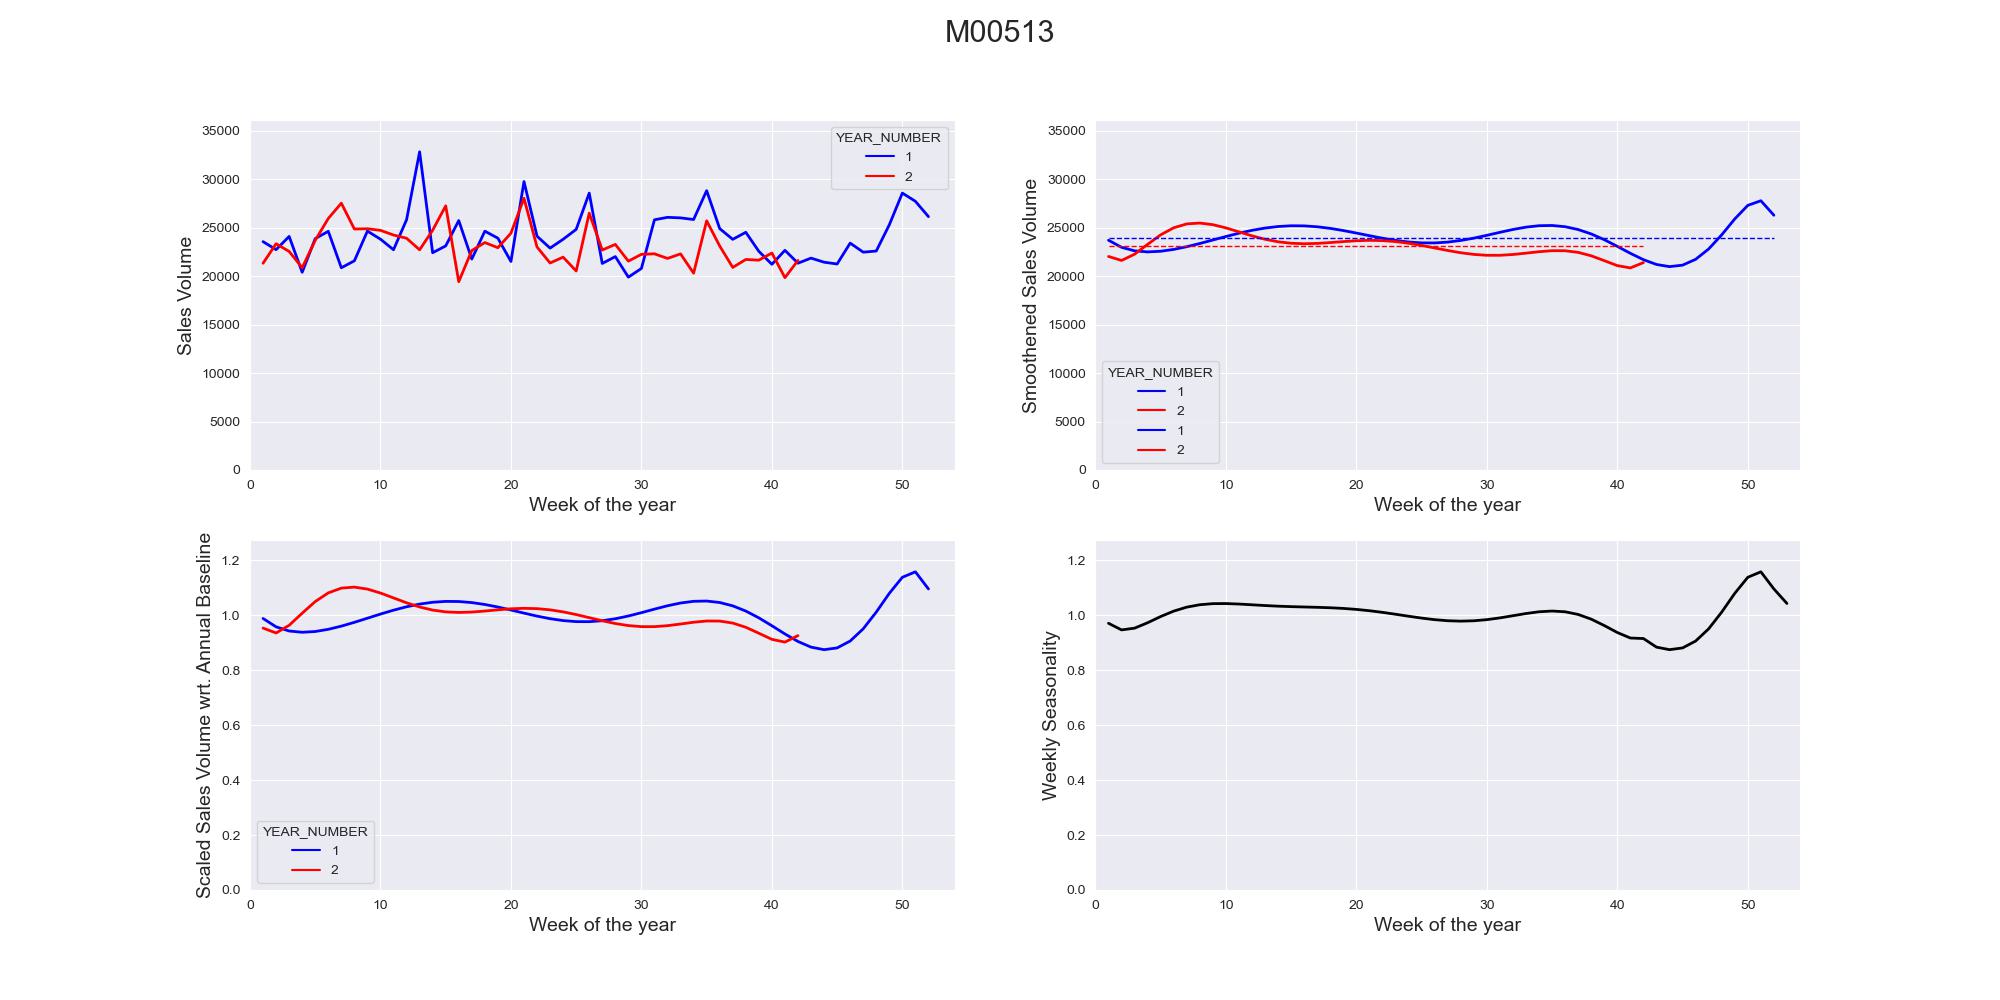 M00513
Sales Volume
35000
30000
25000
20000
15000
10000
5000
0
0 10 20 30 40 50
Week of the year
YEAR_NUMBER
1
2
Smoothened Sales Volume
35000
30000
25000
20000
15000
10000
5000
0
0 10 20 30 40 50
Week of the year
YEAR_NUMBER
1
2
1
2
Scaled Sales Volume wrt. Annual Baseline
1.2
1.0
0.8
0.6
0.4
0.2
0.0
0 10 20 30 40 50
Week of the year
YEAR_NUMBER
1
2
Weekly Seasonality
1.2
1.0
0.8
0.6
0.4
0.2
0.0
0 10 20 30 40 50
Week of the year